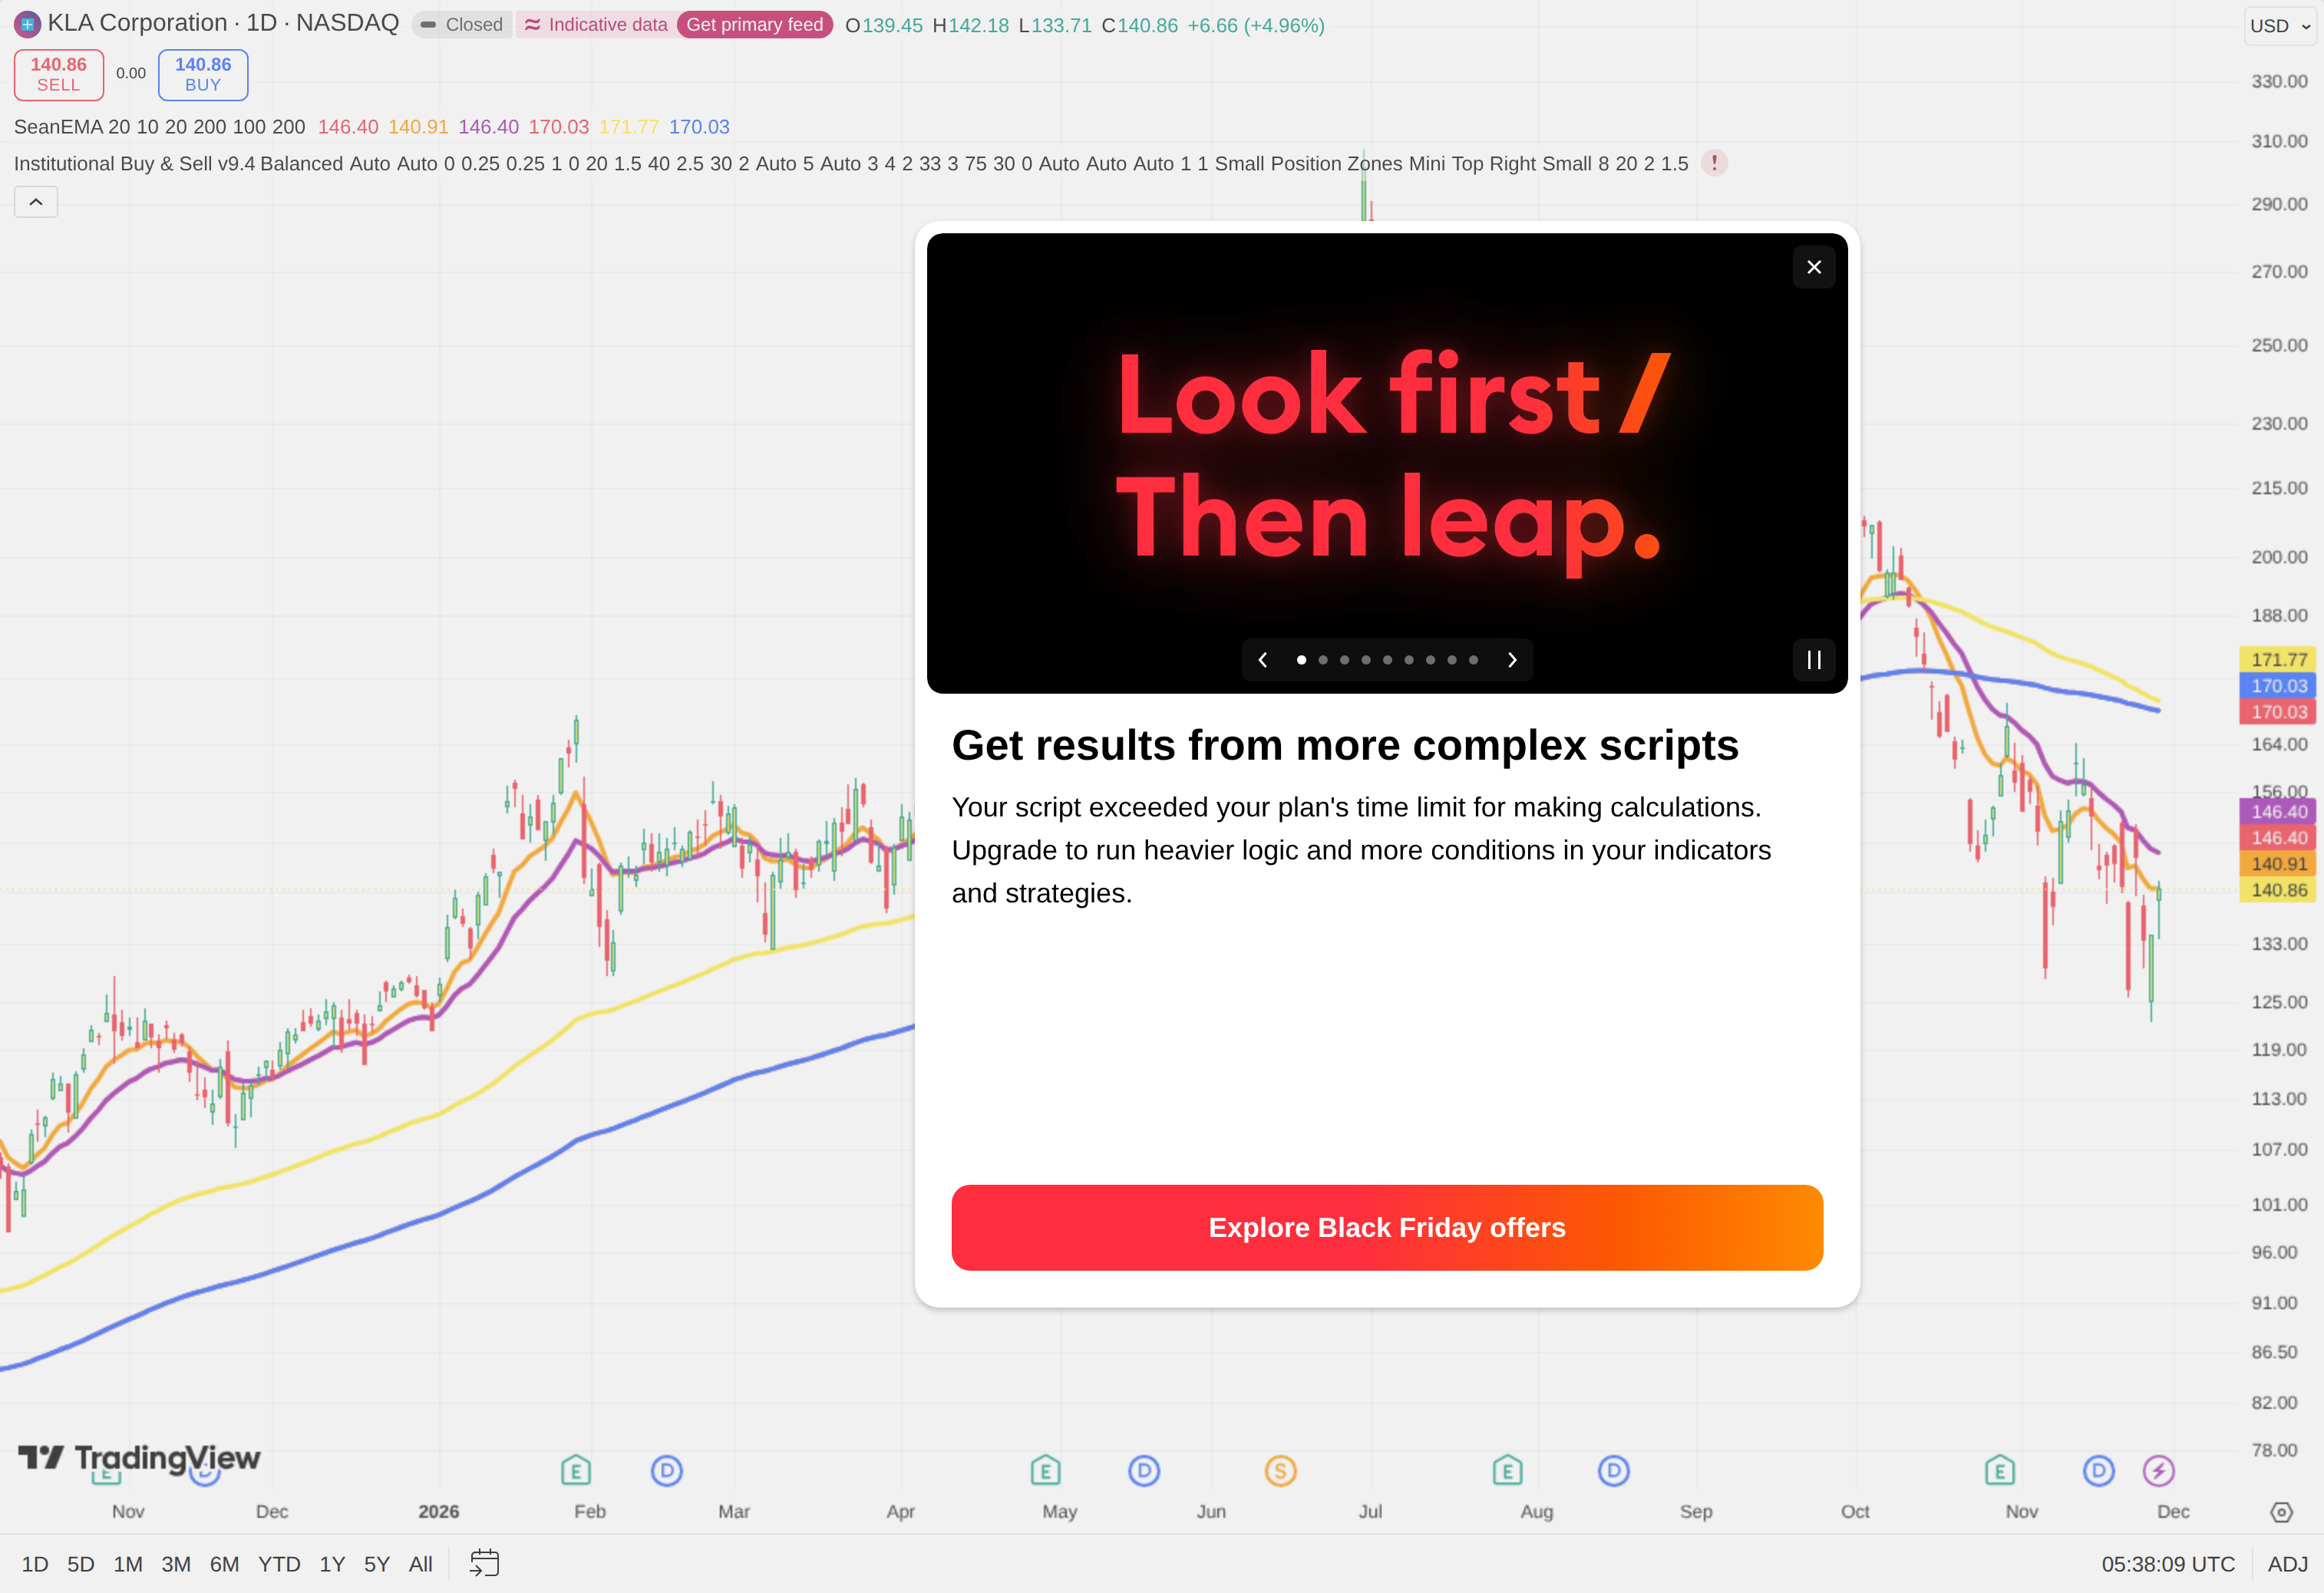 KLA Corporation · 1D · NASDAQ Closed Indicative data Get primary feed O139.45 H142.18 L133.71 C140.86 +6.66 (+4.96%)
USD
140.86
SELL
0.00
140.86
BUY
SeanEMA 20 10 20 200 100 200 146.40 140.91 146.40 170.03 171.77 170.03
Institutional Buy & Sell v9.4 Balanced Auto Auto 0 0.25 0.25 1 0 20 1.5 40 2.5 30 2 Auto 5 Auto 3 4 2 33 3 75 30 0 Auto Auto Auto 1 1 Small Position Zones Mini Top Right Small 8 20 2 1.5 !
Look first /
Then leap.
Get results from more complex scripts
Your script exceeded your plan's time limit for making calculations.
Upgrade to run heavier logic and more conditions in your indicators
and strategies.
Explore Black Friday offers
330.00
310.00
290.00
270.00
250.00
230.00
215.00
200.00
188.00
171.77
170.03
170.03
164.00
156.00
146.40
146.40
140.91
140.86
133.00
125.00
119.00
113.00
107.00
101.00
96.00
91.00
86.50
82.00
78.00
TradingView
E D E D E D S E D E D
Nov Dec 2026 Feb Mar Apr May Jun Jul Aug Sep Oct Nov Dec
1D 5D 1M 3M 6M YTD 1Y 5Y All
05:38:09 UTC ADJ